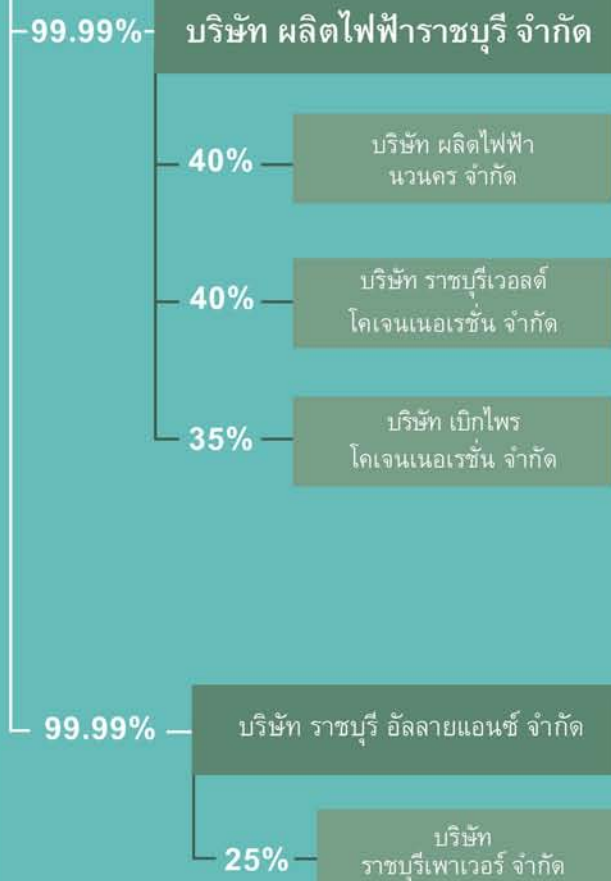 99.99%
บริษัท ผลิตไฟฟ้าราชบุรี จำกัด
40%
บริษัท ผลิตไฟฟ้า
นวนคร จำกัด
40%
บริษัท ราชบุรีเวอลด์
โคเจนเนอเรชั่น จำกัด
35%
บริษัท เบิกไพร
โคเจนเนอเรชั่น จำกัด
99.99%
บริษัท ราชบุรี อัลลายแอนซ์ จำกัด
25%
บริษัท
ราชบุรีเพาเวอร์ จำกัด